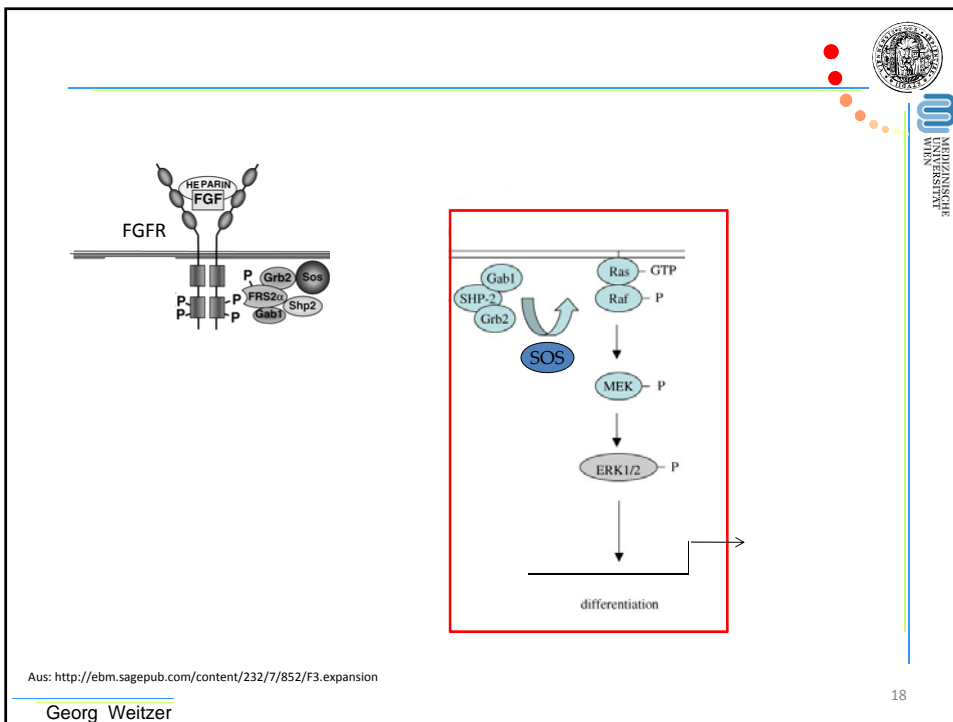 MEDIZINISCHE
UNIVERSITÄT
WIEN
HEPARIN
FGF
FGFR
P
Grb2
Sos
FRS2α
Shp2
Gab1
P
P
P
P
Gab1
SHP-2
Grb2
SOS
Ras
GTP
Raf
P
MEK
P
ERK1/2
P
differentiation
Aus: http://ebm.sagepub.com/content/232/7/852/F3.expansion
18
Georg Weitzer